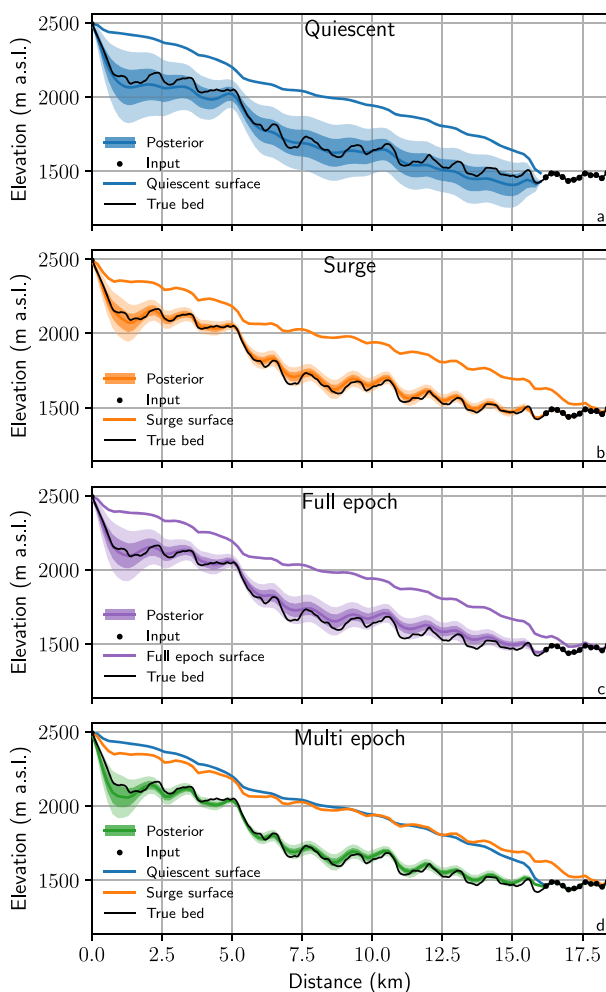 Quiescent
Elevation (m a.s.l.)
2500
2000
1500
Posterior
Input
Quiescent surface
True bed
a
Surge
Elevation (m a.s.l.)
2500
2000
1500
Posterior
Input
Surge surface
True bed
b
Full epoch
Elevation (m a.s.l.)
2500
2000
1500
Posterior
Input
Full epoch surface
True bed
c
Multi epoch
Elevation (m a.s.l.)
2500
2000
1500
Posterior
Input
Quiescent surface
Surge surface
True bed
d
0.0 2.5 5.0 7.5 10.0 12.5 15.0 17.5
Distance (km)